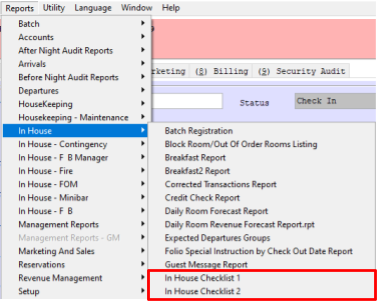 Reports Utility Language Window Help
Batch
Accounts
After Night Audit Reports
Arrivals
Before Night Audit Reports
Departures
HouseKeeping
Housekeeping - Maintenance
In House
In House - Contingency
In House - F B Manager
In House - Fire
In House - FOM
In House - Minibar
In House - F B
Management Reports
Management Reports - GM
Marketing And Sales
Reservations
Revenue Management
Setup
rketing (8) Billing (9) Security Audit
Status Check In
Batch Registration
Block Room/Out Of Order Rooms Listing
Breakfast Report
Breakfast2 Report
Corrected Transactions Report
Credit Check Report
Daily Room Forecast Report
Daily Room Revenue Forecast Report.rpt
Expected Departures Groups
Folio Special Instruction by Check Out Date Report
Guest Message Report
In House Checklist 1
In House Checklist 2